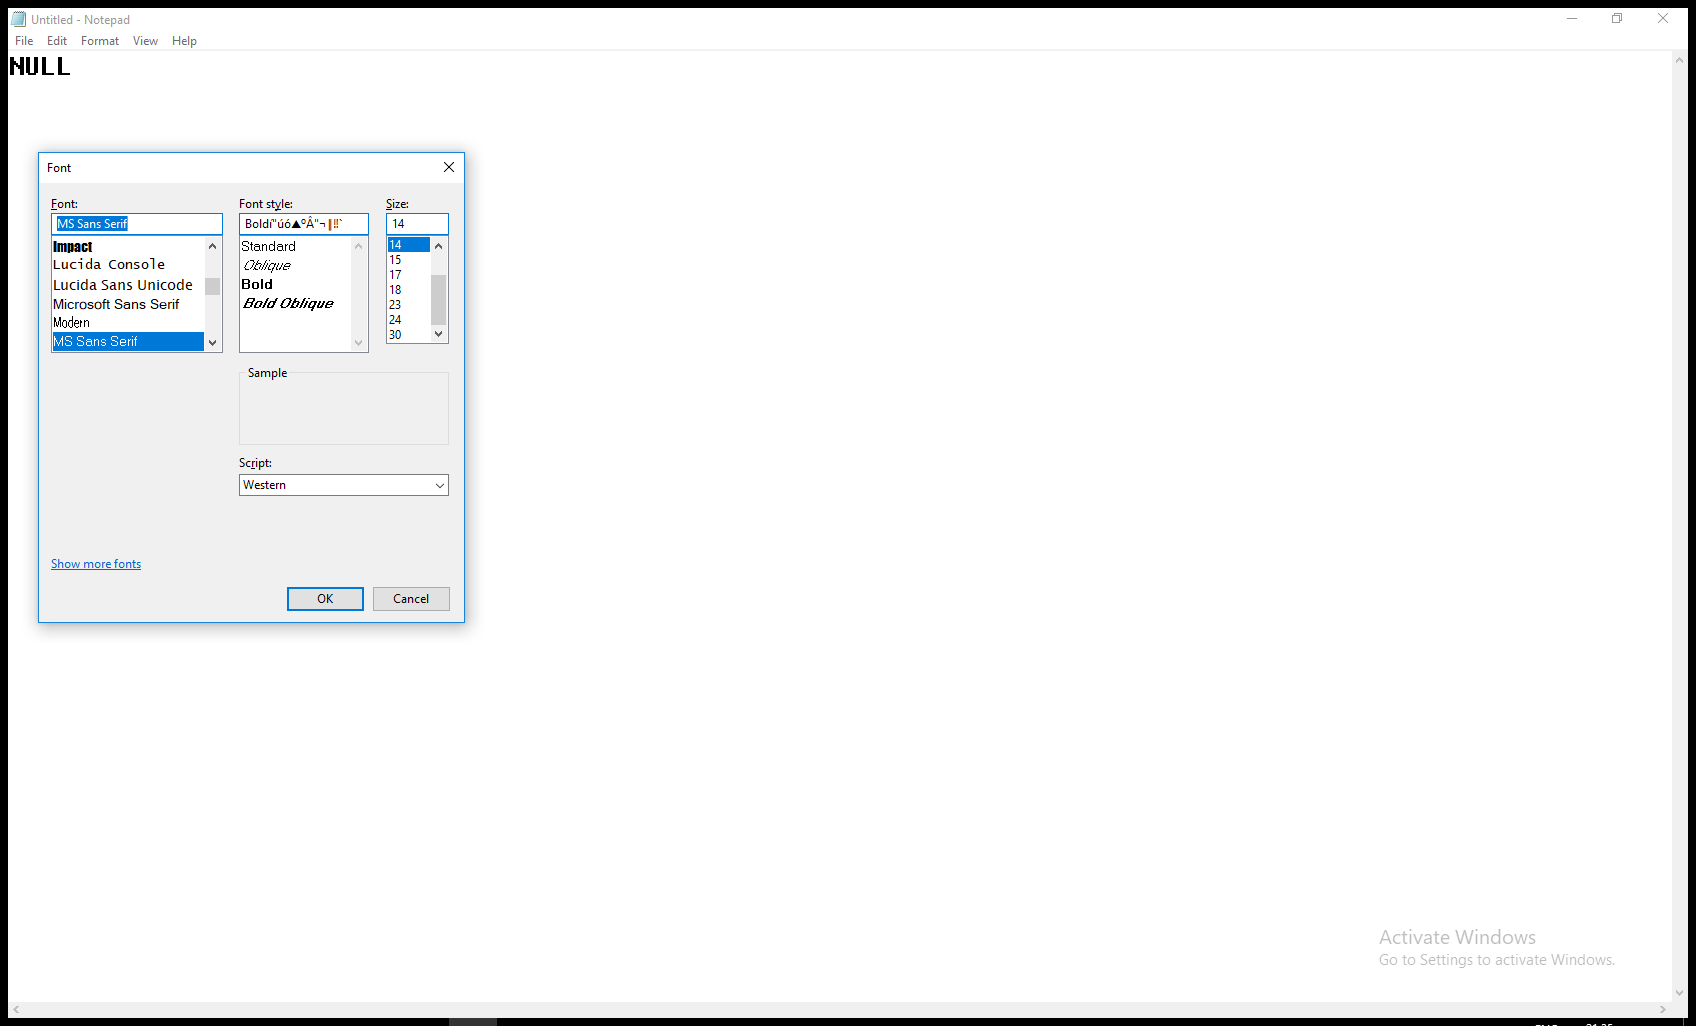 Untitled - Notepad
File Edit Format View Help
NULL
Font
Font: Font style: Size:
MS Sans Serif Boldí"úó▲ºÂ"¬ ‖‼` 14
Impact
Lucida Console
Lucida Sans Unicode
Microsoft Sans Serif
Modern
MS Sans Serif
Standard
Oblique
Bold
Bold Oblique
14
15
17
18
23
24
30
Sample
Script:
Western
Show more fonts
OK Cancel
Activate Windows
Go to Settings to activate Windows.